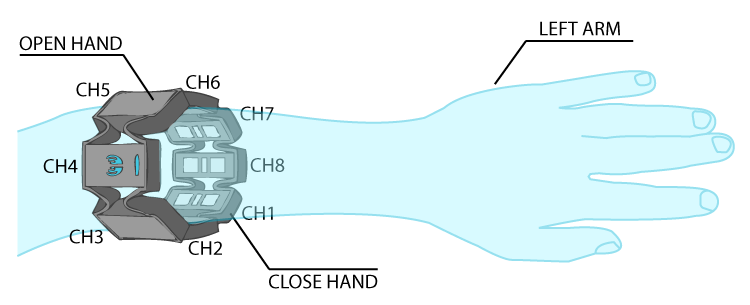 LEFT ARM
OPEN HAND
CH5
CH6
CH7
CH4
CH8
CH1
CH3
CH2
CLOSE HAND